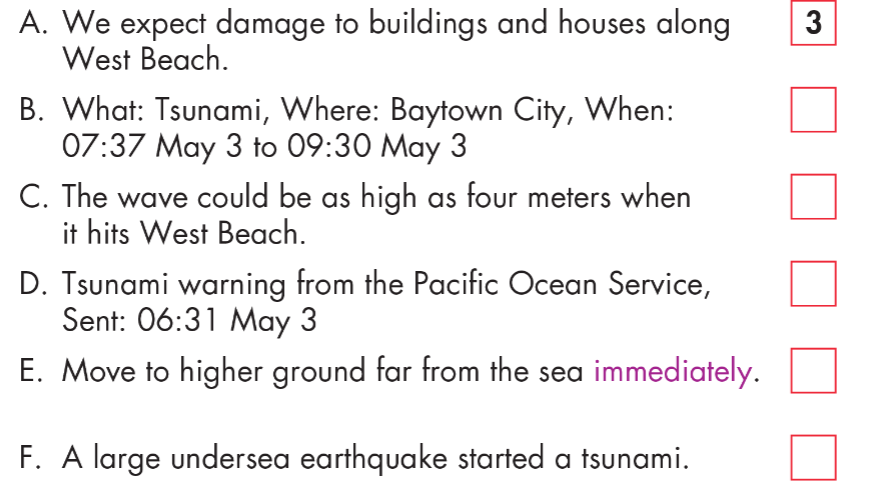 A. We expect damage to buildings and houses along 3
West Beach.
B. What: Tsunami, Where: Baytown City, When:
07:37 May 3 to 09:30 May 3
C. The wave could be as high as four meters when
it hits West Beach.
D. Tsunami warning from the Pacific Ocean Service,
Sent: 06:31 May 3
E. Move to higher ground far from the sea immediately.
F. A large undersea earthquake started a tsunami.